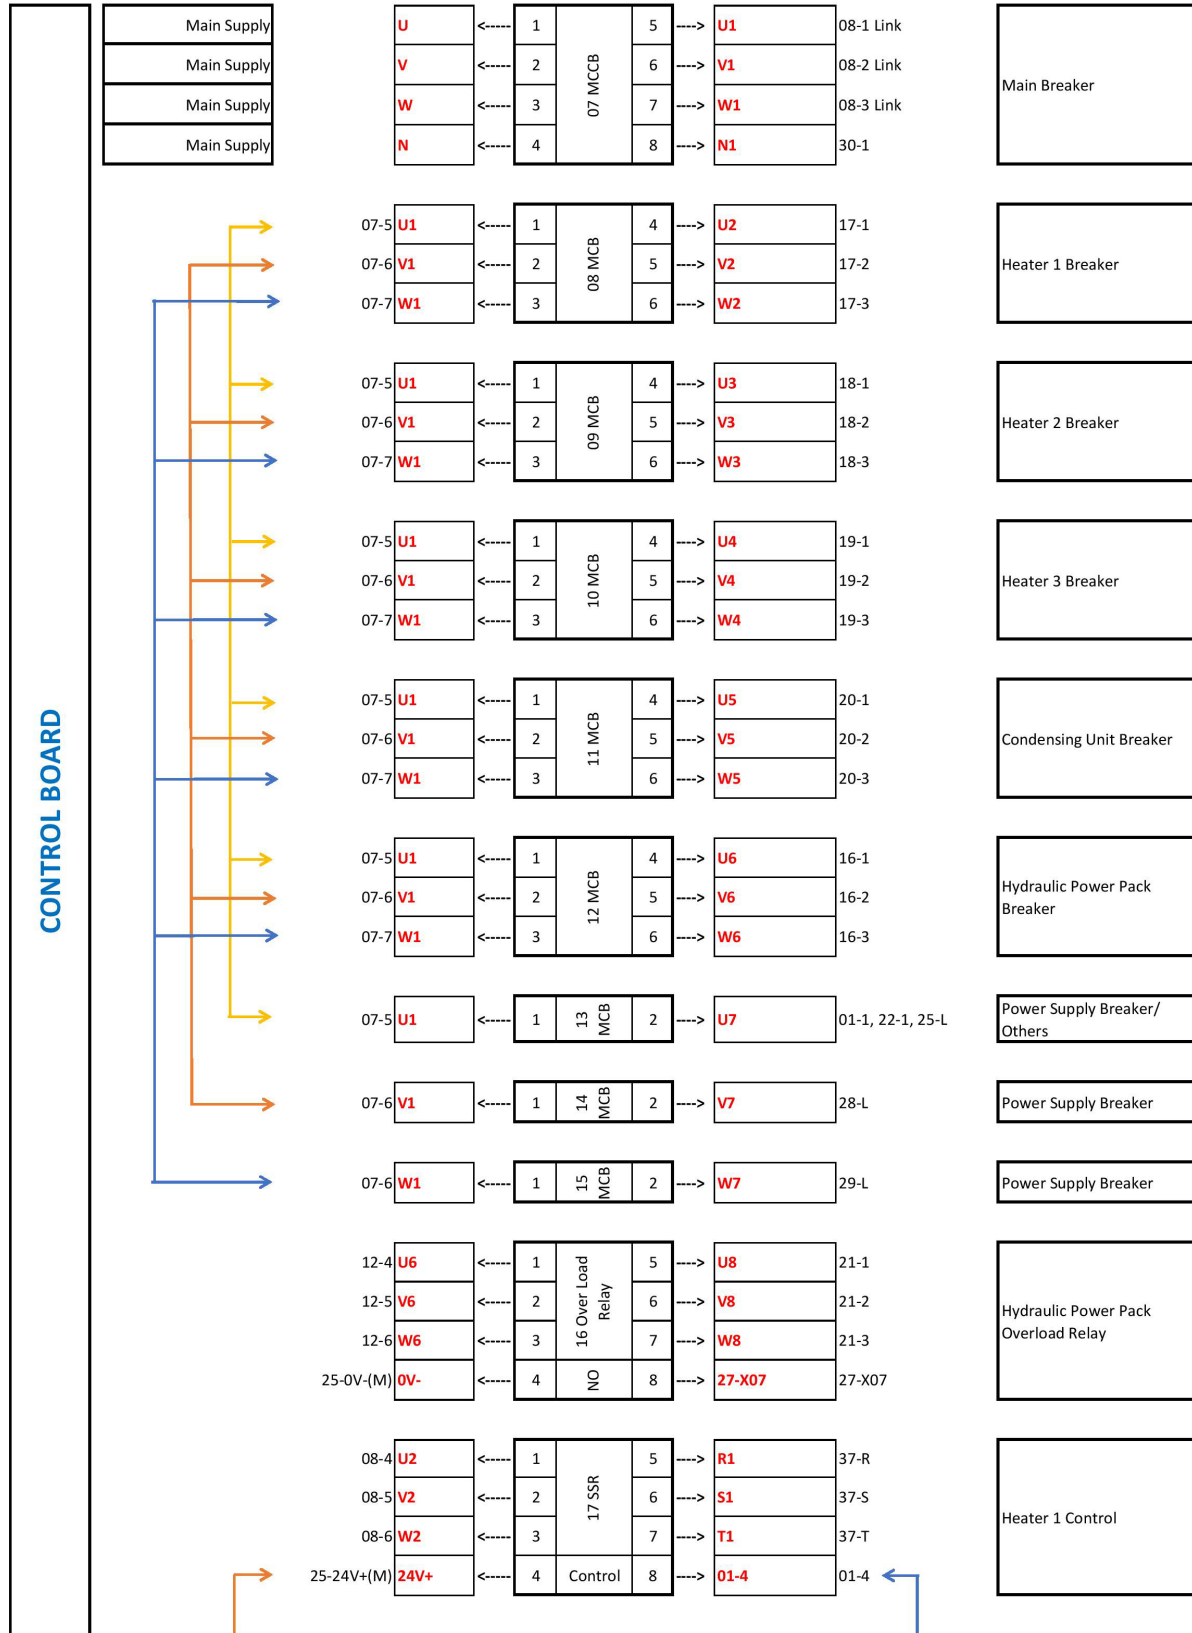 CONTROL BOARD
Main Supply U <----- 1 07 MCCB 5 ----> U1 08-1 Link Main Breaker
Main Supply V <----- 2 6 ----> V1 08-2 Link
Main Supply W <----- 3 7 ----> W1 08-3 Link
Main Supply N <----- 4 8 ----> N1 30-1
07-5 U1 <----- 1 08 MCB 4 ----> U2 17-1 Heater 1 Breaker
07-6 V1 <----- 2 5 ----> V2 17-2
07-7 W1 <----- 3 6 ----> W2 17-3
07-5 U1 <----- 1 09 MCB 4 ----> U3 18-1 Heater 2 Breaker
07-6 V1 <----- 2 5 ----> V3 18-2
07-7 W1 <----- 3 6 ----> W3 18-3
07-5 U1 <----- 1 10 MCB 4 ----> U4 19-1 Heater 3 Breaker
07-6 V1 <----- 2 5 ----> V4 19-2
07-7 W1 <----- 3 6 ----> W4 19-3
07-5 U1 <----- 1 11 MCB 4 ----> U5 20-1 Condensing Unit Breaker
07-6 V1 <----- 2 5 ----> V5 20-2
07-7 W1 <----- 3 6 ----> W5 20-3
07-5 U1 <----- 1 12 MCB 4 ----> U6 16-1 Hydraulic Power Pack
07-6 V1 <----- 2 5 ----> V6 16-2 Breaker
07-7 W1 <----- 3 6 ----> W6 16-3
07-5 U1 <----- 1 13 MCB 2 ----> U7 01-1, 22-1, 25-L Power Supply Breaker/
Others
07-6 V1 <----- 1 14 MCB 2 ----> V7 28-L Power Supply Breaker
07-6 W1 <----- 1 15 MCB 2 ----> W7 29-L Power Supply Breaker
12-4 U6 <----- 1 16 Over Load Relay 5 ----> U8 21-1 Hydraulic Power Pack
12-5 V6 <----- 2 6 ----> V8 21-2 Overload Relay
12-6 W6 <----- 3 7 ----> W8 21-3
25-0V-(M) 0V- <----- 4 NO 8 ----> 27-X07 27-X07
08-4 U2 <----- 1 17 SSR 5 ----> R1 37-R Heater 1 Control
08-5 V2 <----- 2 6 ----> S1 37-S
08-6 W2 <----- 3 7 ----> T1 37-T
25-24V+(M) 24V+ <----- 4 Control 8 ----> 01-4 01-4